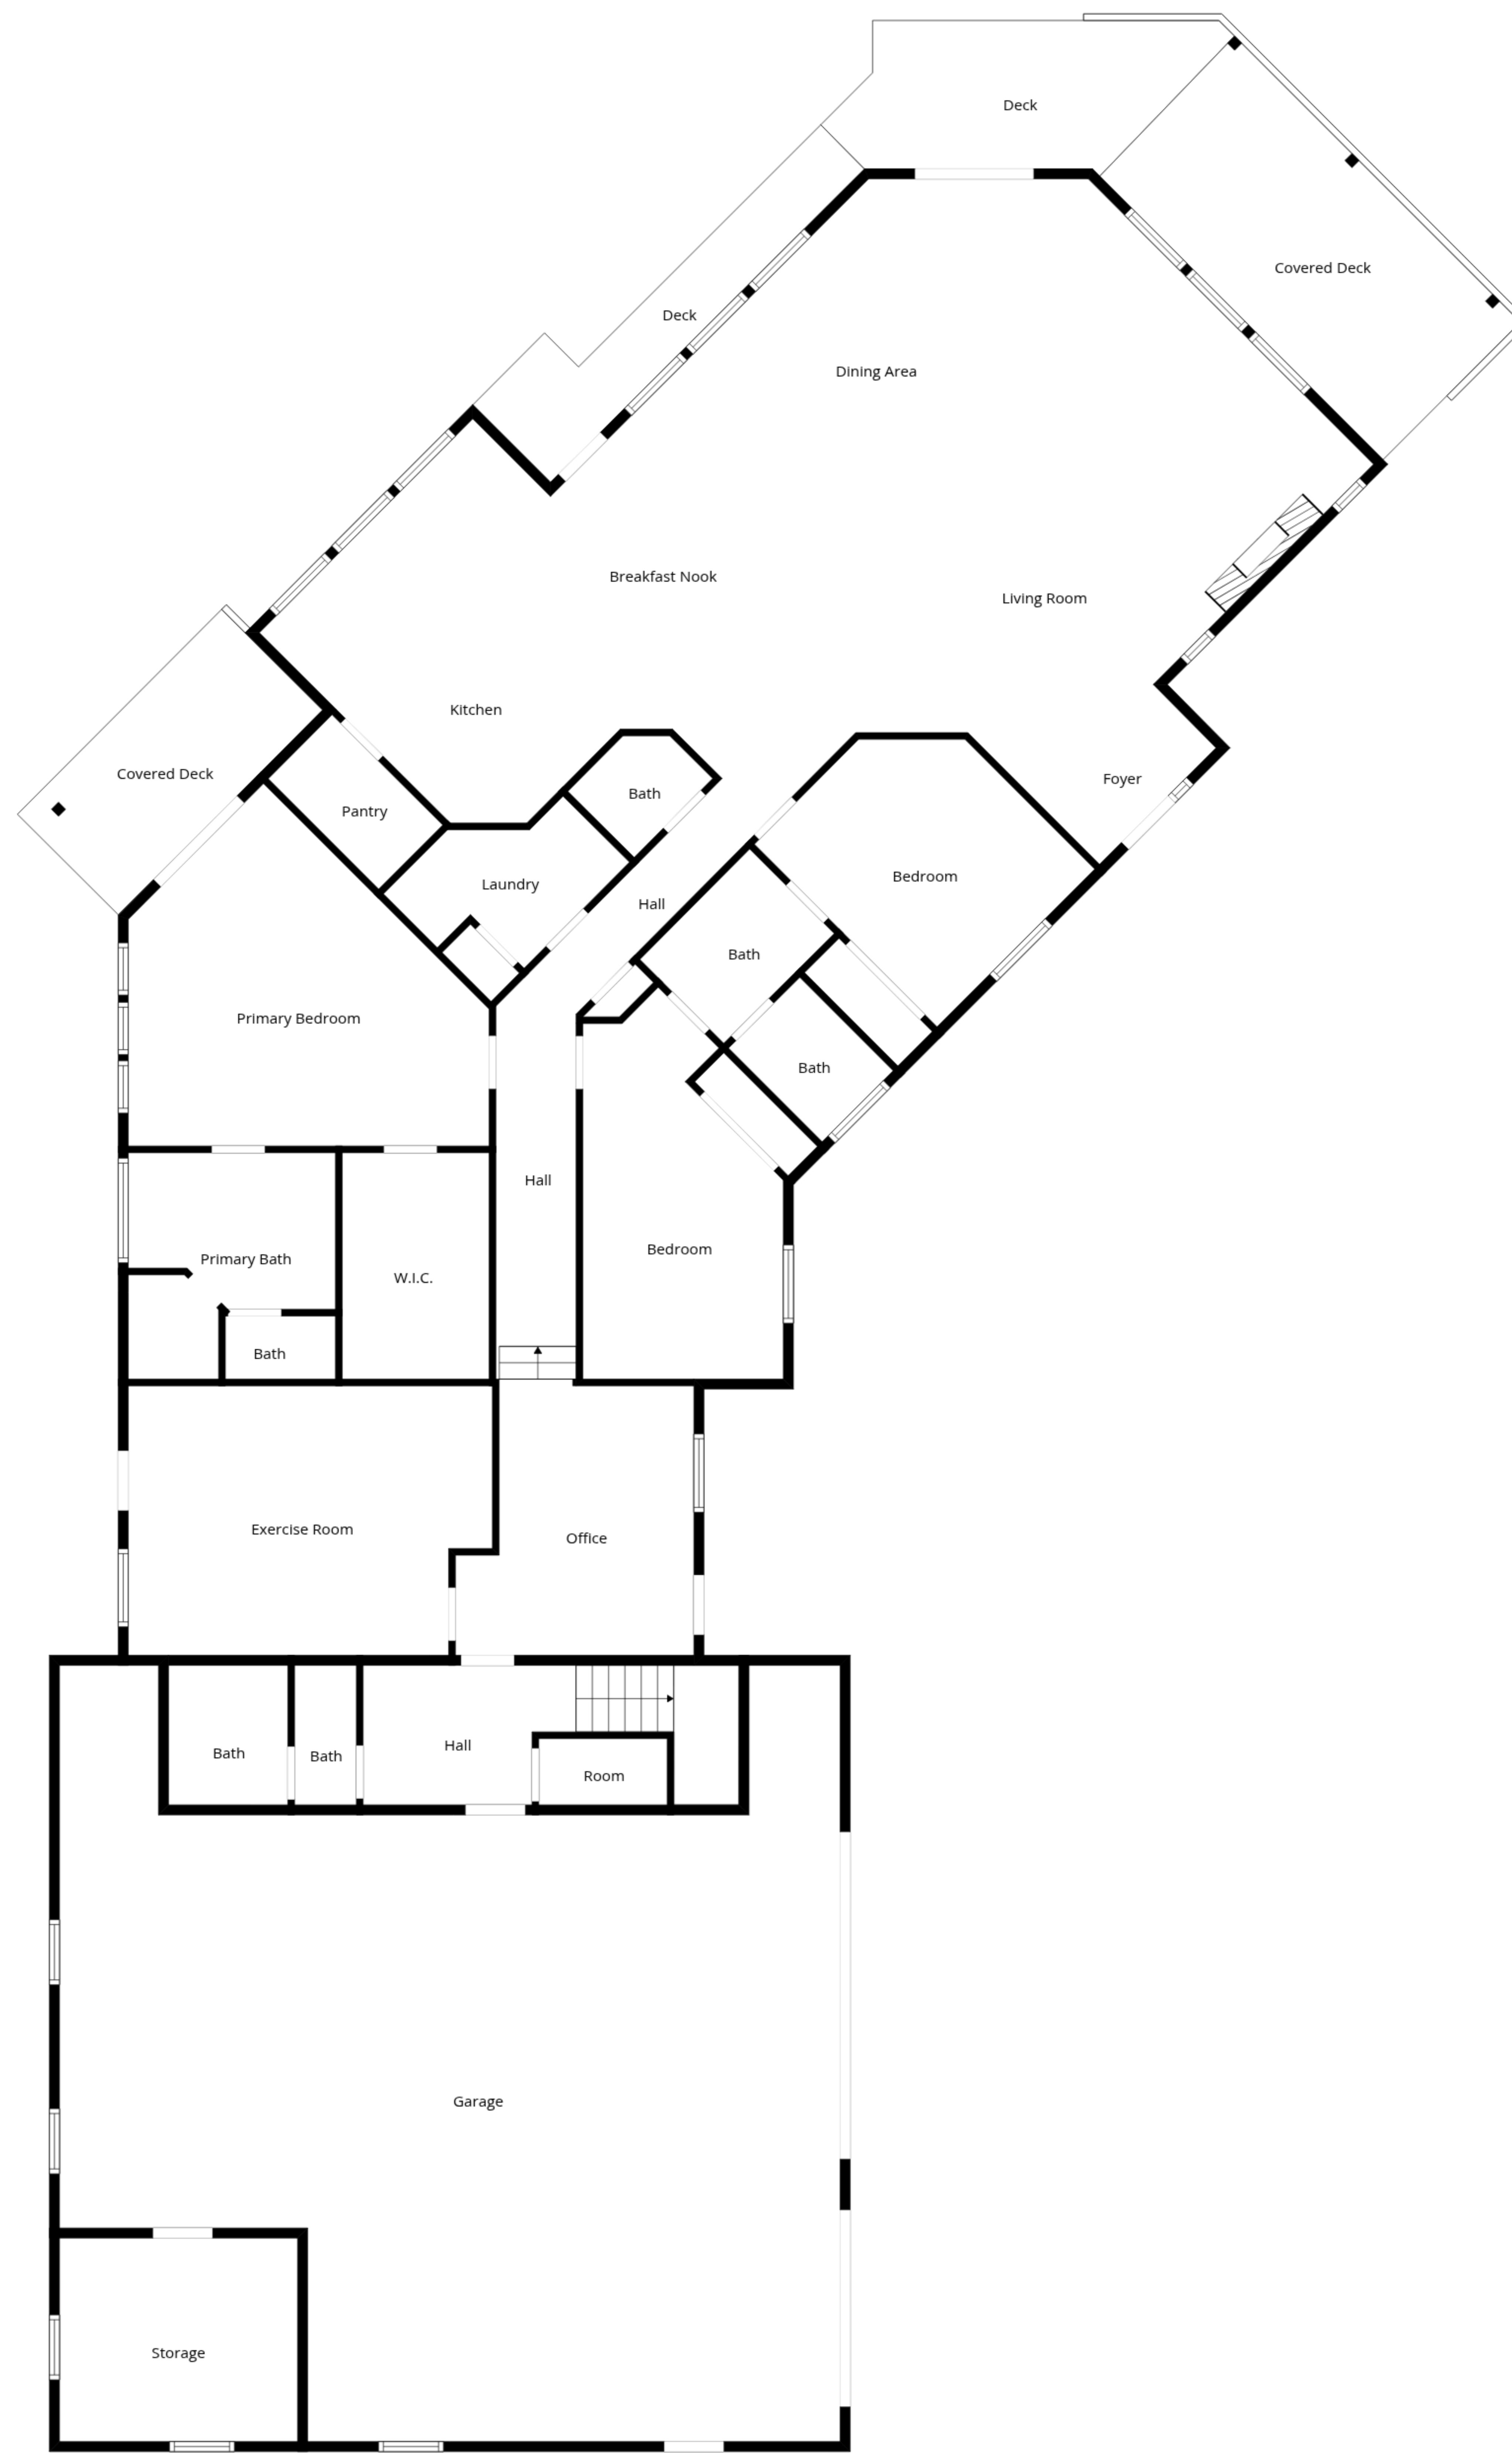 Deck
Covered Deck
Deck
Dining Area
Breakfast Nook
Living Room
Kitchen
Covered Deck
Foyer
Bath
Pantry
Bedroom
Laundry
Hall
Bath
Primary Bedroom
Bath
Hall
Bedroom
Primary Bath
W.I.C.
Bath
Exercise Room
Office
Hall
Bath
Bath
Room
Garage
Storage